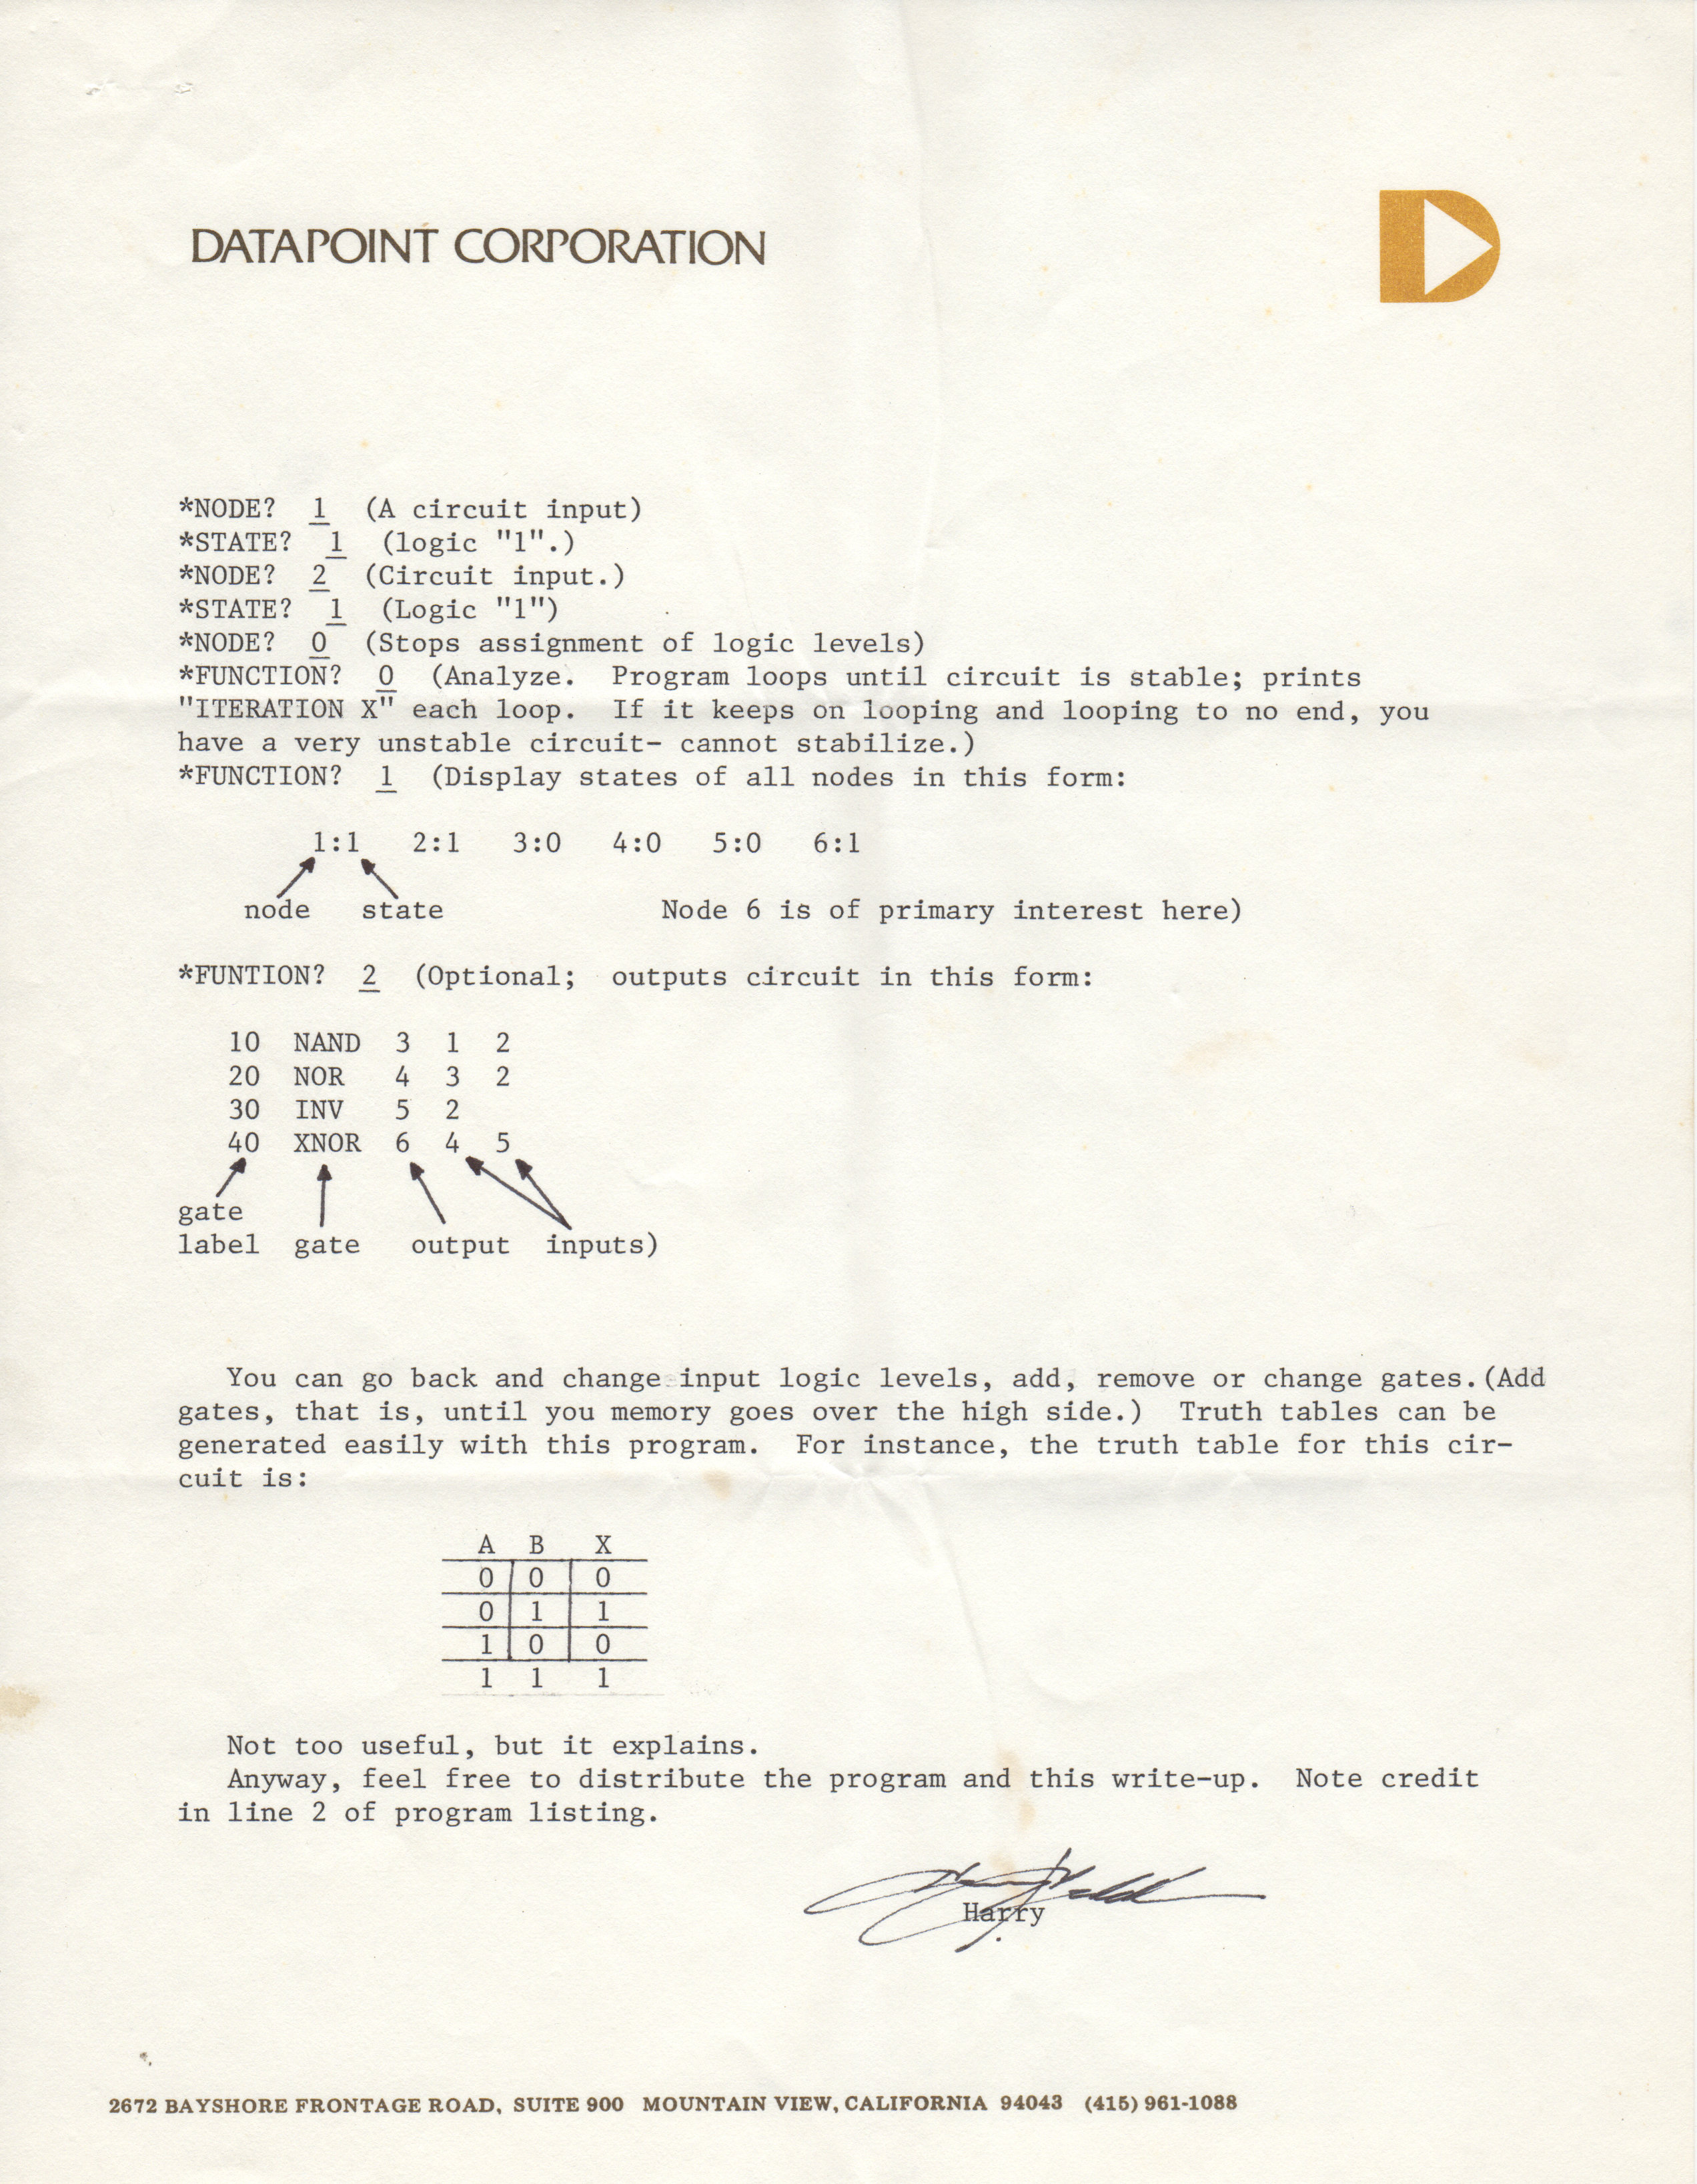 DATAPOINT CORPORATION
*NODE? 1 (A circuit input)
*STATE? 1 (logic "1".)
*NODE? 2 (Circuit input.)
*STATE? 1 (Logic "1")
*NODE? 0 (Stops assignment of logic levels)
*FUNCTION? 0 (Analyze. Program loops until circuit is stable; prints
"ITERATION X" each loop. If it keeps on looping and looping to no end, you
have a very unstable circuit- cannot stabilize.)
*FUNCTION? 1 (Display states of all nodes in this form:
1:1 2:1 3:0 4:0 5:0 6:1
node state Node 6 is of primary interest here)
*FUNTION? 2 (Optional; outputs circuit in this form:
10 NAND 3 1 2
20 NOR 4 3 2
30 INV 5 2
40 XNOR 6 4 5
gate
label gate output inputs)
You can go back and change input logic levels, add, remove or change gates.(Add
gates, that is, until you memory goes over the high side.) Truth tables can be
generated easily with this program. For instance, the truth table for this cir-
cuit is:
A B X
0 0 0
0 1 1
1 0 0
1 1 1
Not too useful, but it explains.
Anyway, feel free to distribute the program and this write-up. Note credit
in line 2 of program listing.
Harry
2672 BAYSHORE FRONTAGE ROAD, SUITE 900 MOUNTAIN VIEW, CALIFORNIA 94043 (415) 961-1088